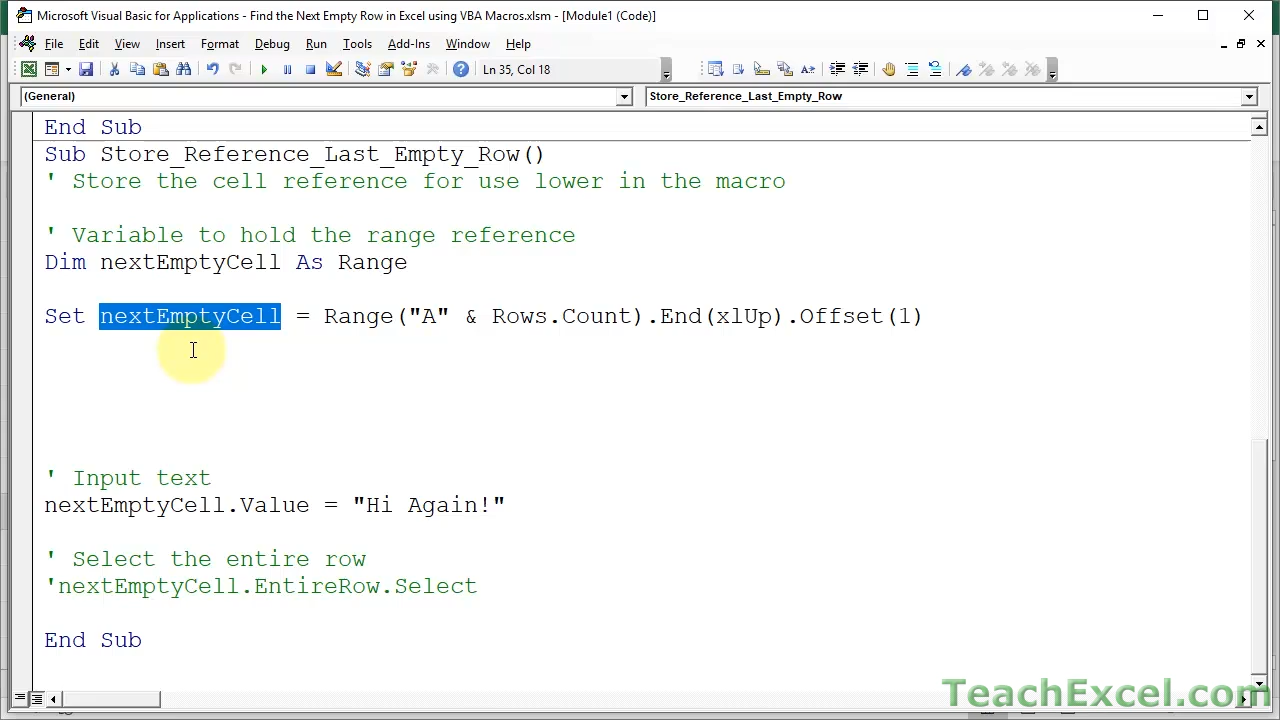 Microsoft Visual Basic for Applications - Find the Next Empty Row in Excel using VBA Macros.xlsm - [Module1 (Code)]
File Edit View Insert Format Debug Run Tools Add-Ins Window Help
Ln 35, Col 18
(General) Store_Reference_Last_Empty_Row
End Sub
Sub Store_Reference_Last_Empty_Row()
' Store the cell reference for use lower in the macro
' Variable to hold the range reference
Dim nextEmptyCell As Range
Set nextEmptyCell = Range("A" & Rows.Count).End(xlUp).Offset(1)
' Input text
nextEmptyCell.Value = "Hi Again!"
' Select the entire row
'nextEmptyCell.EntireRow.Select
End Sub
TeachExcel.com